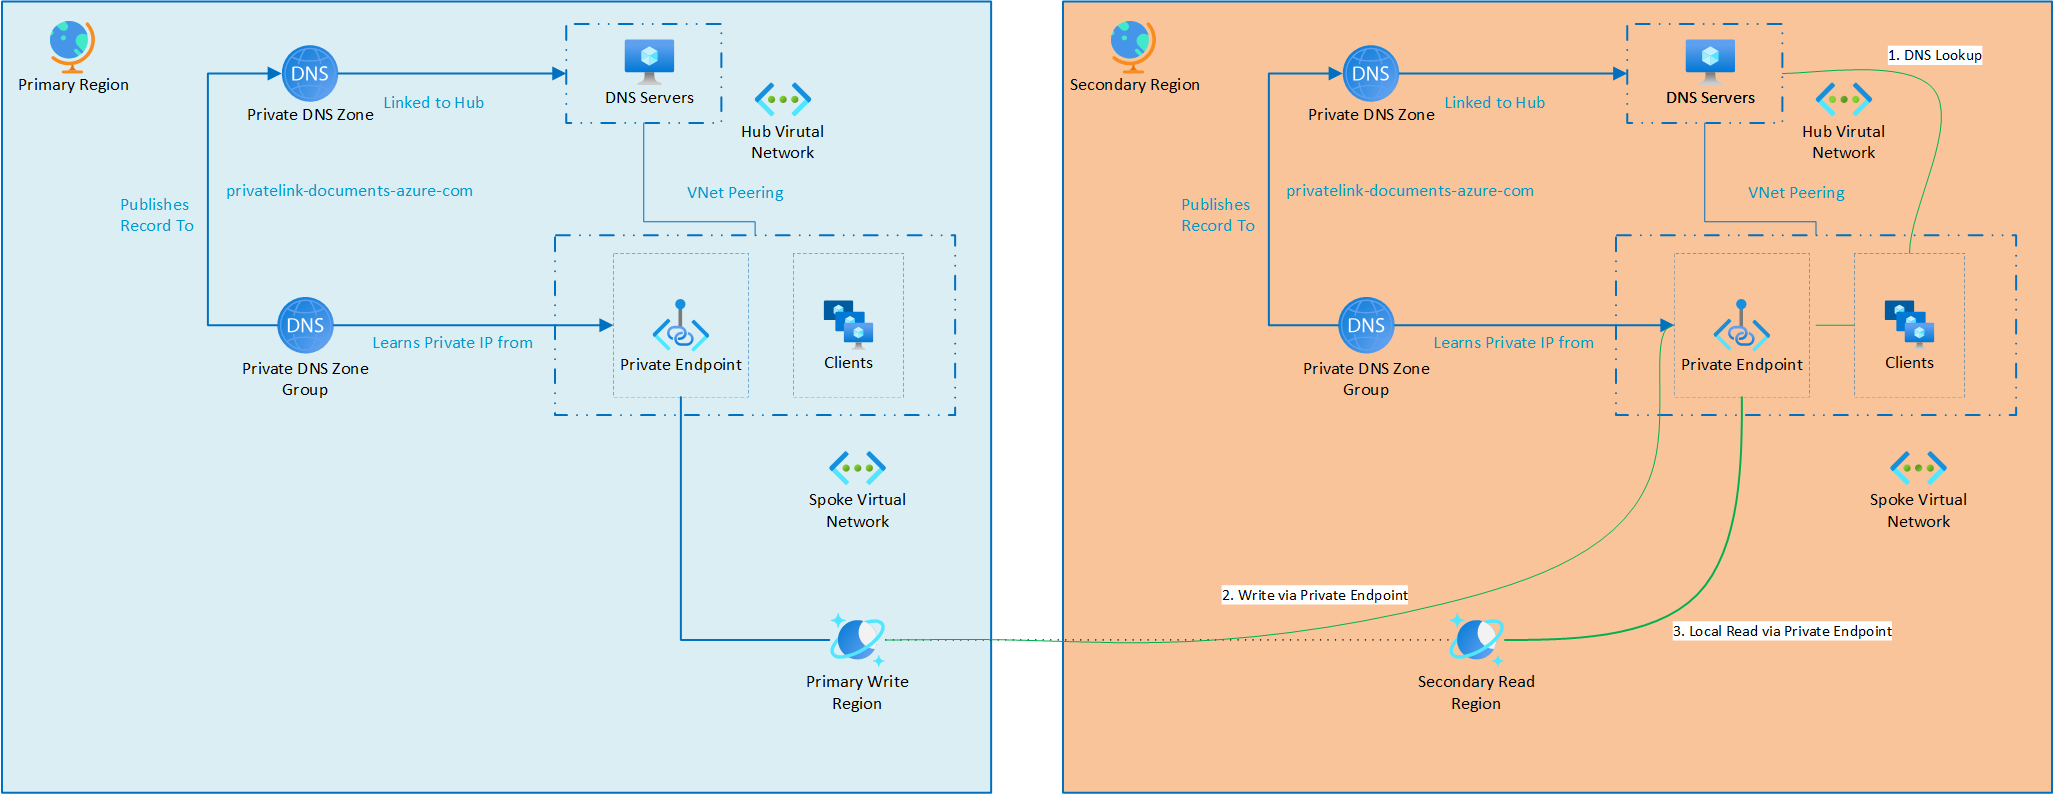 Primary Region
DNS
Private DNS Zone
Linked to Hub
DNS Servers
Hub Virutal
Network
privatelink-documents-azure-com
Publishes
Record To
VNet Peering
DNS
Private DNS Zone
Group
Learns Private IP from
Private Endpoint
Clients
Spoke Virtual
Network
Primary Write
Region
Secondary Region
DNS
Private DNS Zone
Linked to Hub
DNS Servers
1. DNS Lookup
Hub Virutal
Network
privatelink-documents-azure-com
Publishes
Record To
VNet Peering
DNS
Private DNS Zone
Group
Learns Private IP from
Private Endpoint
Clients
Spoke Virtual
Network
2. Write via Private Endpoint
3. Local Read via Private Endpoint
Secondary Read
Region